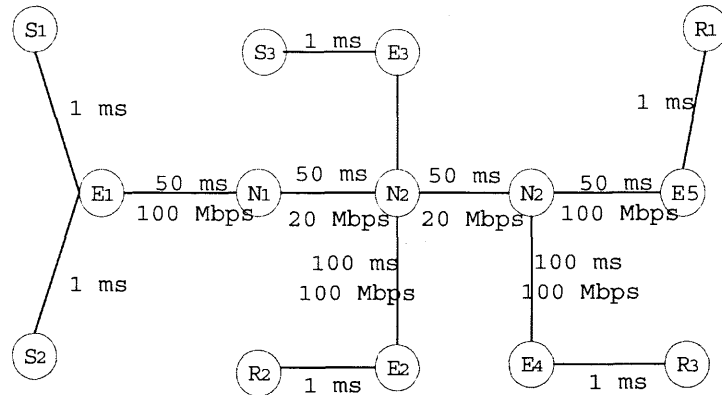 S1
R1
S3 1 ms E3
1 ms
1 ms
50 ms 50 ms 50 ms 50 ms
E1 N1 N2 N2 E5
100 Mbps 20 Mbps 20 Mbps 100 Mbps
100 ms 100 ms
100 Mbps 100 Mbps
1 ms
S2
R2 1 ms E2
E4 1 ms R3